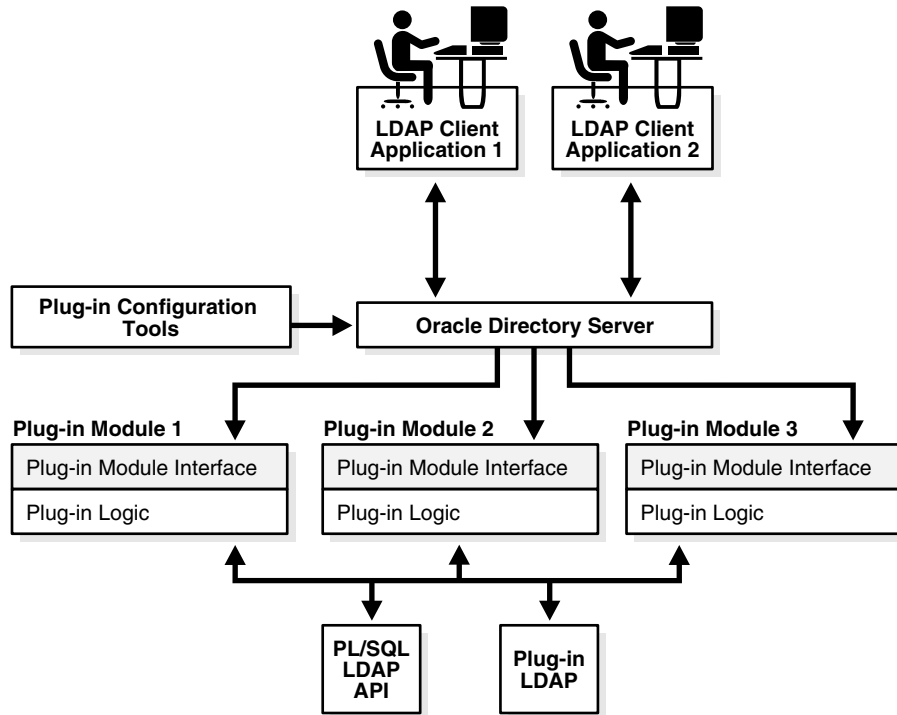 LDAP Client
Application 1
LDAP Client
Application 2
Plug-in Configuration
Tools
Oracle Directory Server
Plug-in Module 1
Plug-in Module Interface
Plug-in Logic
Plug-in Module 2
Plug-in Module Interface
Plug-in Logic
Plug-in Module 3
Plug-in Module Interface
Plug-in Logic
PL/SQL
LDAP
API
Plug-in
LDAP